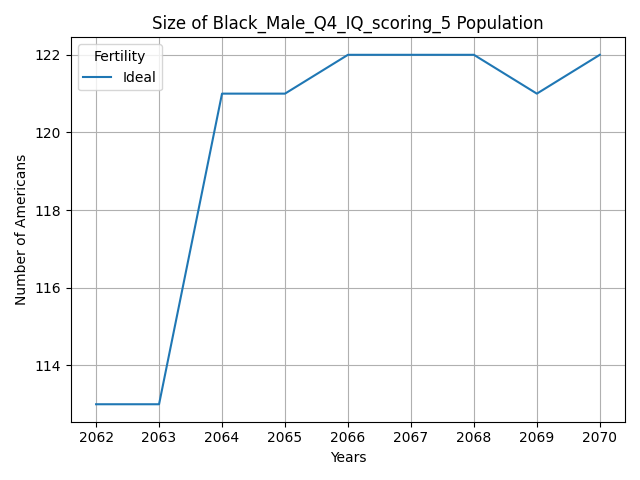 Size of Black_Male_Q4_IQ_scoring_5 Population
Fertility
Ideal
122
120
118
116
114
Number of Americans
2062 2063 2064 2065 2066 2067 2068 2069 2070
Years